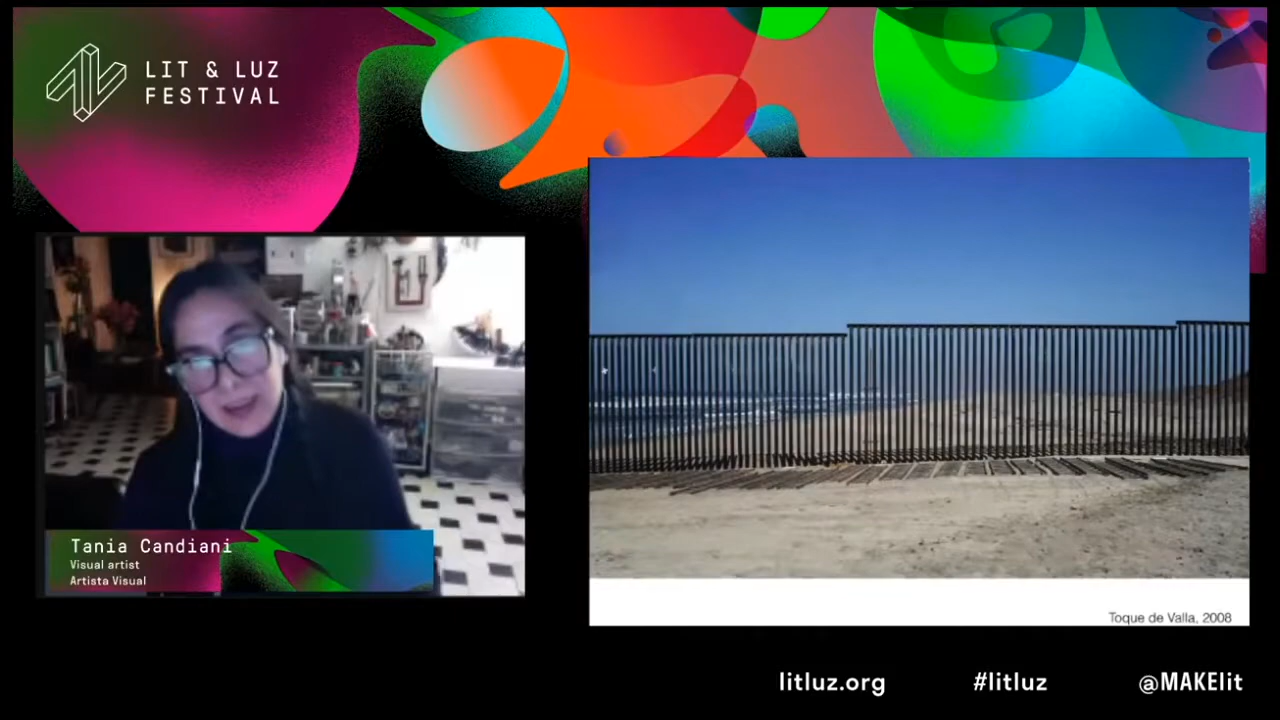 LIT & LUZ
FESTIVAL
Tania Candiani
Visual artist
Artista Visual
Toque de Valla, 2008
litluz.org
#litluz
@MAKElit